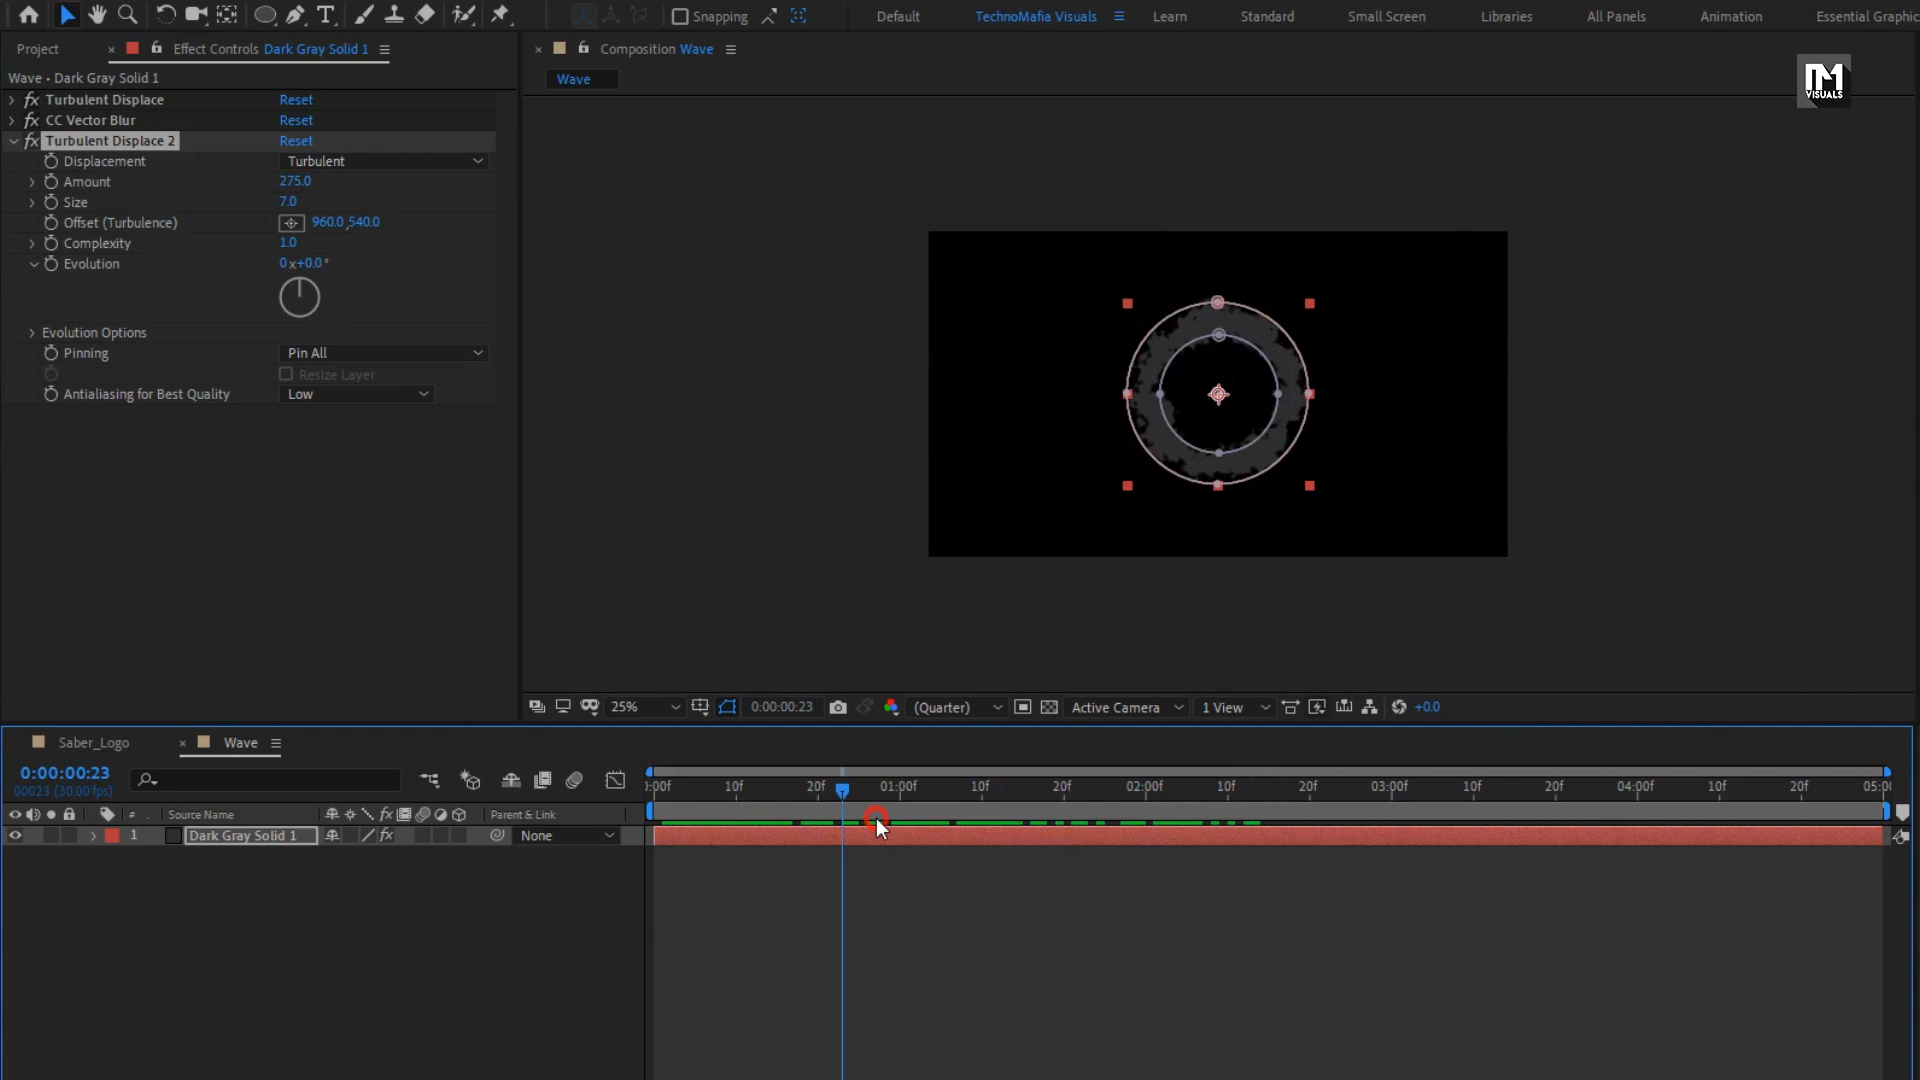 Snapping
Default
TechnoMafia Visuals
Learn
Standard
Small Screen
Libraries
All Panels
Animation
Essential Graphic
Project
Effect Controls Dark Gray Solid 1
Composition Wave
Wave • Dark Gray Solid 1
Wave
VISUALS
fx Turbulent Displace Reset
fx CC Vector Blur Reset
fx Turbulent Displace 2 Reset
Displacement Turbulent
Amount 275.0
Size 7.0
Offset (Turbulence) 960.0,540.0
Complexity 1.0
Evolution 0x+0.0°
Evolution Options
Pinning Pin All
Resize Layer
Antialiasing for Best Quality Low
25% 0:00:00:23 (Quarter) Active Camera 1 View +0.0
Saber_Logo Wave
0:00:00:23
00023 (30.00 fps)
:00f 10f 20f 01:00f 10f 20f 02:00f 10f 20f 03:00f 10f 20f 04:00f 10f 20f 05:0
# . Source Name fx Parent & Link
1 Dark Gray Solid 1 fx None